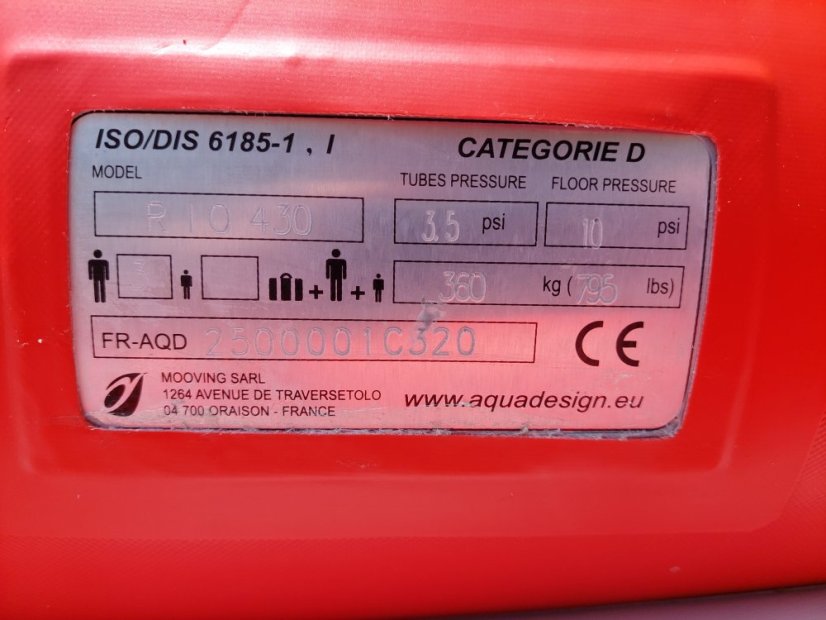 ISO/DIS 6185-1 , I CATEGORIE D
MODEL TUBES PRESSURE FLOOR PRESSURE
RIO 430 3.5 psi 10 psi
3 + + 360 kg ( 795 lbs)
FR-AQD 2500001C320 CE
MOOVING SARL
1264 AVENUE DE TRAVERSETOLO
04 700 ORAISON - FRANCE
www.aquadesign.eu